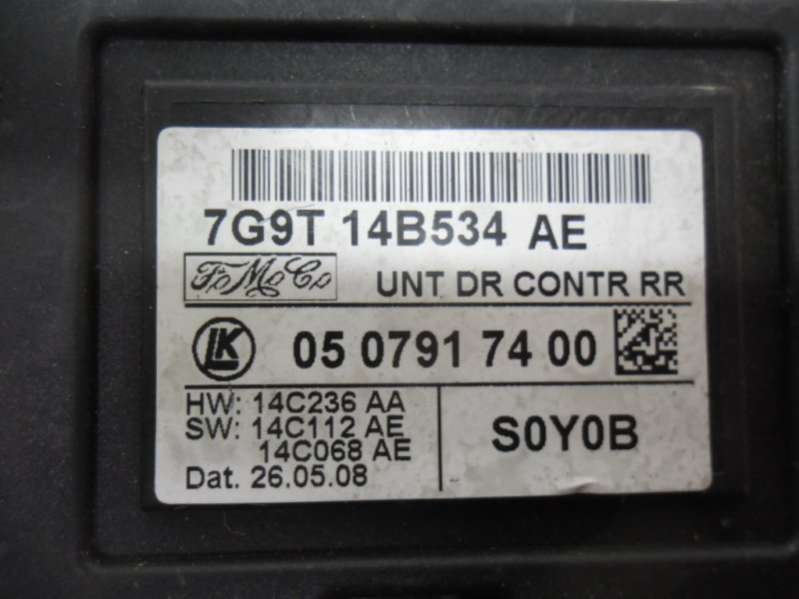 7G9T 14B534 AE
FoMoCo UNT DR CONTR RR
LK 05 0791 74 00
HW: 14C236 AA
SW: 14C112 AE
14C068 AE
Dat. 26.05.08
S0Y0B